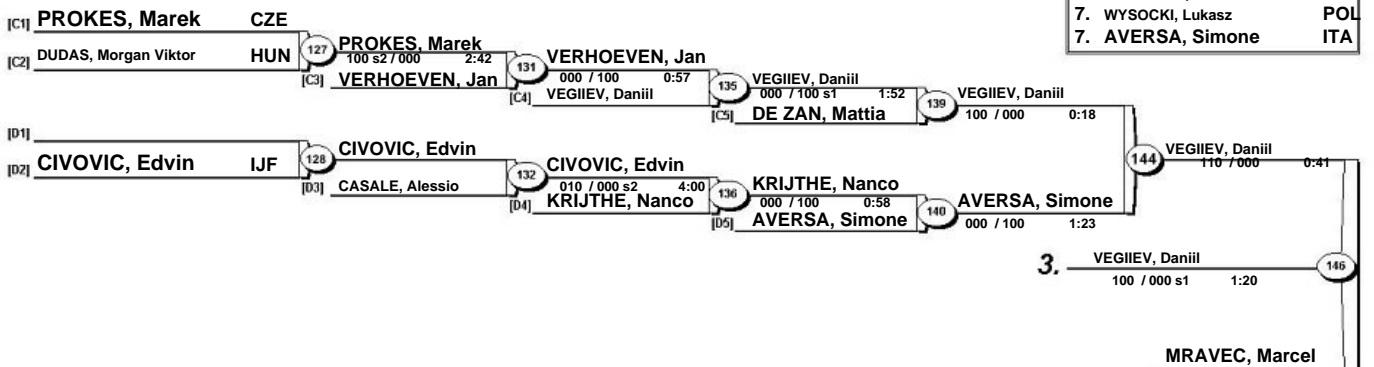 7. WYSOCKI, Lukasz POL
7. AVERSA, Simone ITA
[C1] PROKES, Marek CZE
[C2] DUDAS, Morgan Viktor HUN
127
PROKES, Marek
100 s2 / 000 2:42
[C3] VERHOEVEN, Jan
131
VERHOEVEN, Jan
000 / 100 0:57
[C4] VEGIIEV, Daniil
135
VEGIIEV, Daniil
000 / 100 s1 1:52
[C5] DE ZAN, Mattia
139
VEGIIEV, Daniil
100 / 000 0:18
[D1]
[D2] CIVOVIC, Edvin IJF
128
CIVOVIC, Edvin
[D3] CASALE, Alessio
132
CIVOVIC, Edvin
010 / 000 s2 4:00
[D4] KRIJTHE, Nanco
136
KRIJTHE, Nanco
000 / 100 0:58
[D5] AVERSA, Simone
140
AVERSA, Simone
000 / 100 1:23
144
VEGIIEV, Daniil
110 / 000 0:41
3. VEGIIEV, Daniil
100 / 000 s1 1:20
146
MRAVEC, Marcel